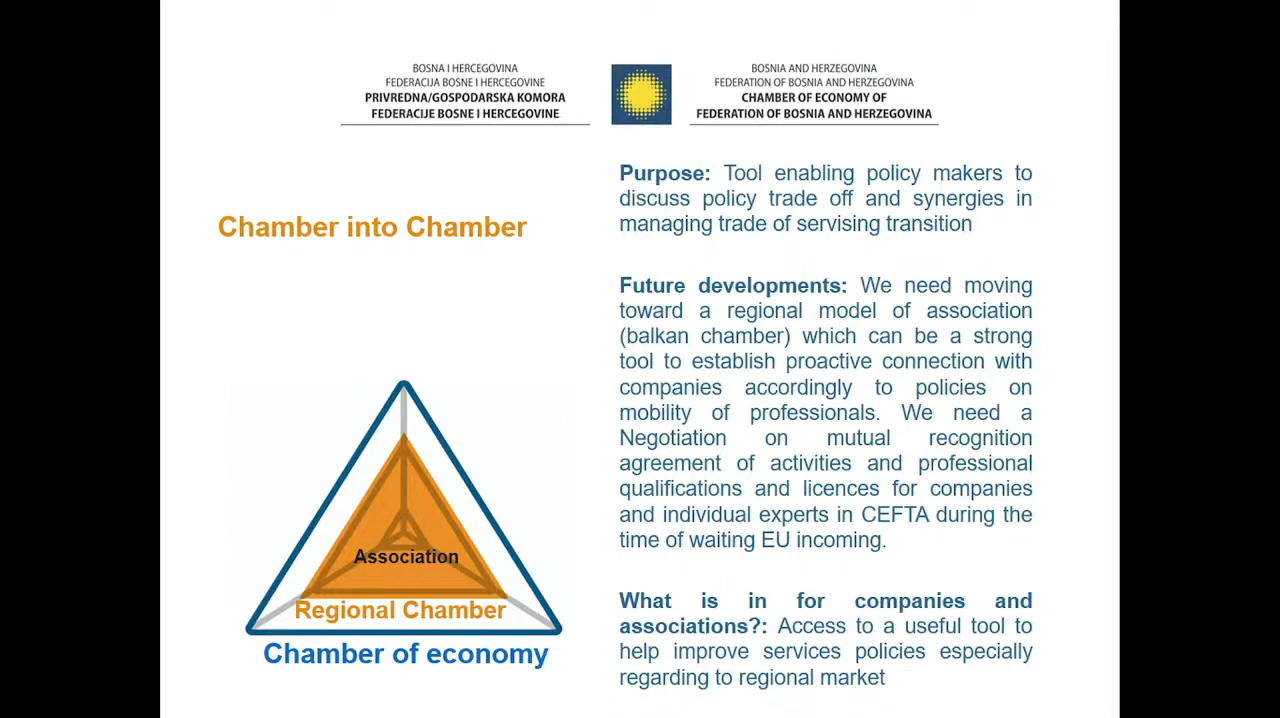 BOSNA I HERCEGOVINA
FEDERACIJA BOSNE I HERCEGOVINE
PRIVREDNA/GOSPODARSKA KOMORA
FEDERACIJE BOSNE I HERCEGOVINE
BOSNIA AND HERZEGOVINA
FEDERATION OF BOSNIA AND HERZEGOVINA
CHAMBER OF ECONOMY OF
FEDERATION OF BOSNIA AND HERZEGOVINA
Chamber into Chamber
Purpose: Tool enabling policy makers to
discuss policy trade off and synergies in
managing trade of servising transition
Future developments: We need moving
toward a regional model of association
(balkan chamber) which can be a strong
tool to establish proactive connection with
companies accordingly to policies on
mobility of professionals. We need a
Negotiation on mutual recognition
agreement of activities and professional
qualifications and licences for companies
and individual experts in CEFTA during the
time of waiting EU incoming.
What is in for companies and
associations?: Access to a useful tool to
help improve services policies especially
regarding to regional market
Association
Regional Chamber
Chamber of economy